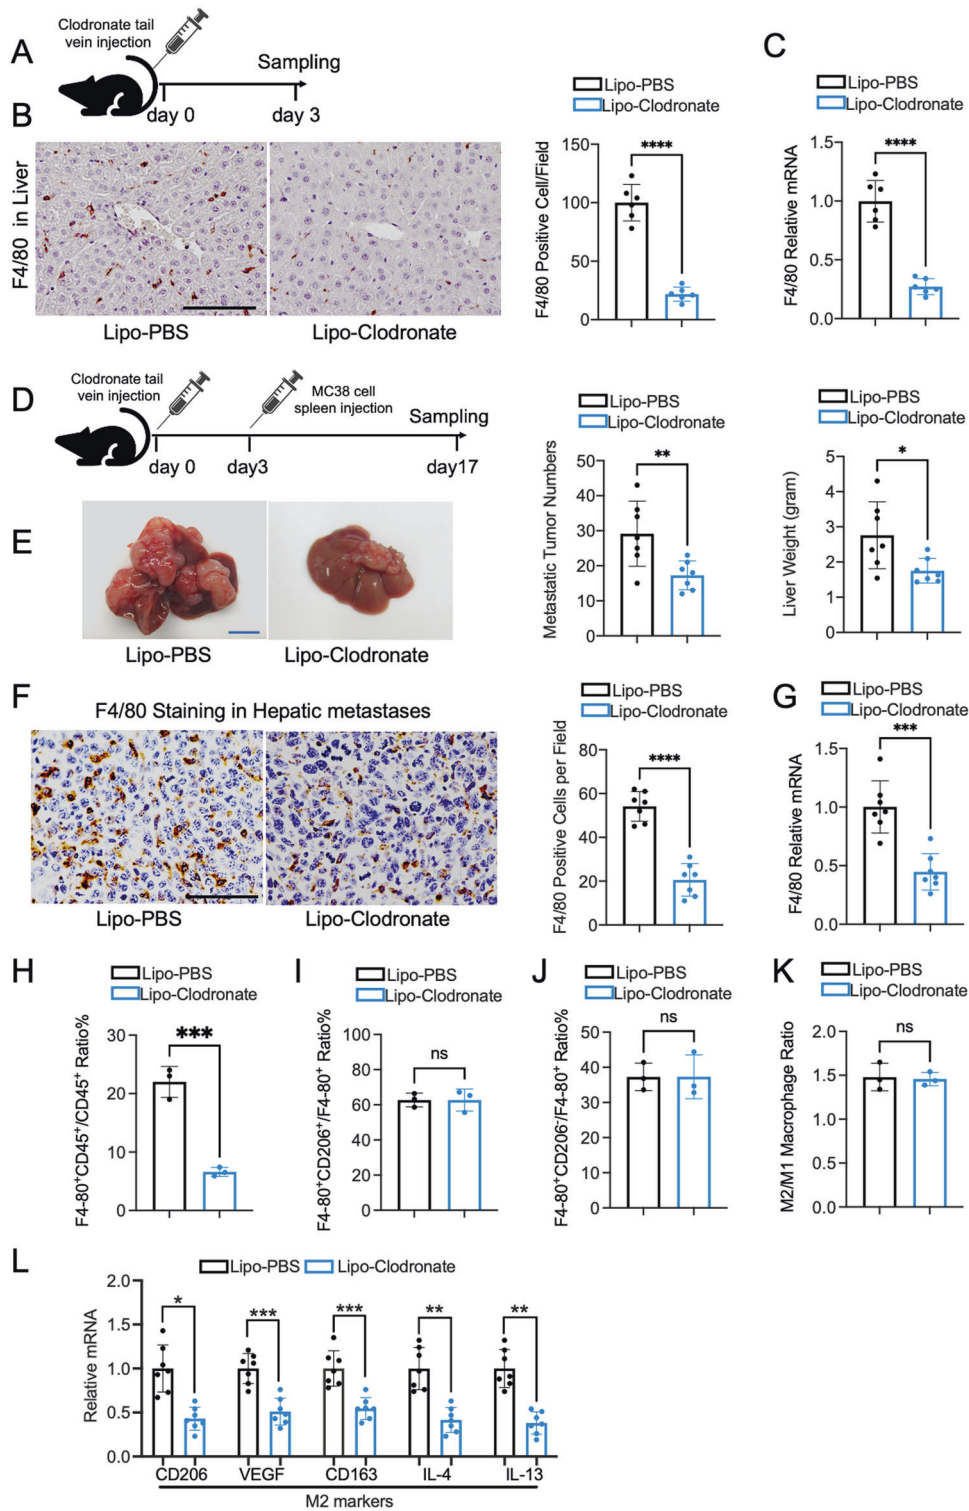 A
Clodronate tail
vein injection
Sampling
day 0
day 3
B
F4/80 in Liver
Lipo-PBS
Lipo-Clodronate
Lipo-PBS
Lipo-Clodronate
F4/80 Positive Cell/Field
150
100
50
0
****
C
Lipo-PBS
Lipo-Clodronate
F4/80 Relative mRNA
1.5
1.0
0.5
0.0
****
D
Clodronate tail
vein injection
MC38 cell
spleen injection
Sampling
day 0
day3
day17
E
Lipo-PBS
Lipo-Clodronate
Lipo-PBS
Lipo-Clodronate
Metastatic Tumor Numbers
50
40
30
20
10
0
**
Lipo-PBS
Lipo-Clodronate
Liver Weight (gram)
5
4
3
2
1
0
*
F
F4/80 Staining in Hepatic metastases
Lipo-PBS
Lipo-Clodronate
Lipo-PBS
Lipo-Clodronate
F4/80 Positive Cells per Field
80
60
40
20
0
****
G
Lipo-PBS
Lipo-Clodronate
F4/80 Relative mRNA
1.5
1.0
0.5
0.0
***
H
Lipo-PBS
Lipo-Clodronate
F4-80⁺CD45⁺/CD45⁺ Ratio%
30
20
10
0
***
I
Lipo-PBS
Lipo-Clodronate
F4-80⁺CD206⁺/F4-80⁺ Ratio%
100
80
60
40
20
0
ns
J
Lipo-PBS
Lipo-Clodronate
F4-80⁺CD206⁻/F4-80⁺ Ratio%
50
40
30
20
10
0
ns
K
Lipo-PBS
Lipo-Clodronate
M2/M1 Macrophage Ratio
2.0
1.5
1.0
1.5
0.0
ns
L
Lipo-PBS
Lipo-Clodronate
Relative mRNA
2.0
1.5
1.0
0.5
0.0
*
***
***
**
**
CD206
VEGF
CD163
IL-4
IL-13
M2 markers